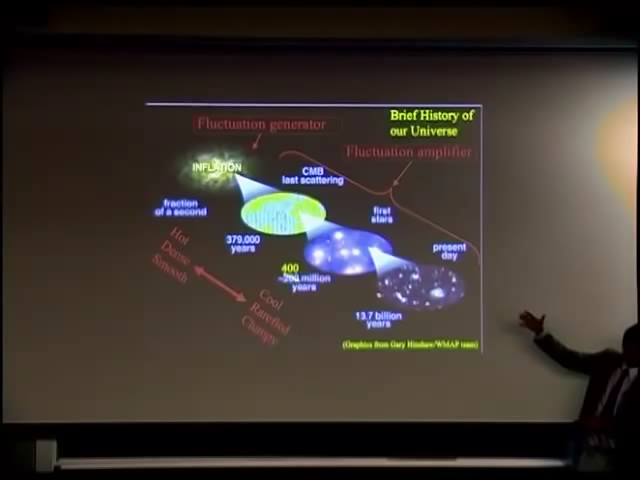 Brief History of
our Universe
Fluctuation generator
Fluctuation amplifier
INFLATION
CMB
last scattering
fraction
of a second
first
stars
379,000
years
present
day
400
~200 million
years
13.7 billion
years
Hot
Dense
Smooth
Cool
Rarefied
Clumpy
(Graphics from Gary Hinshaw/WMAP team)